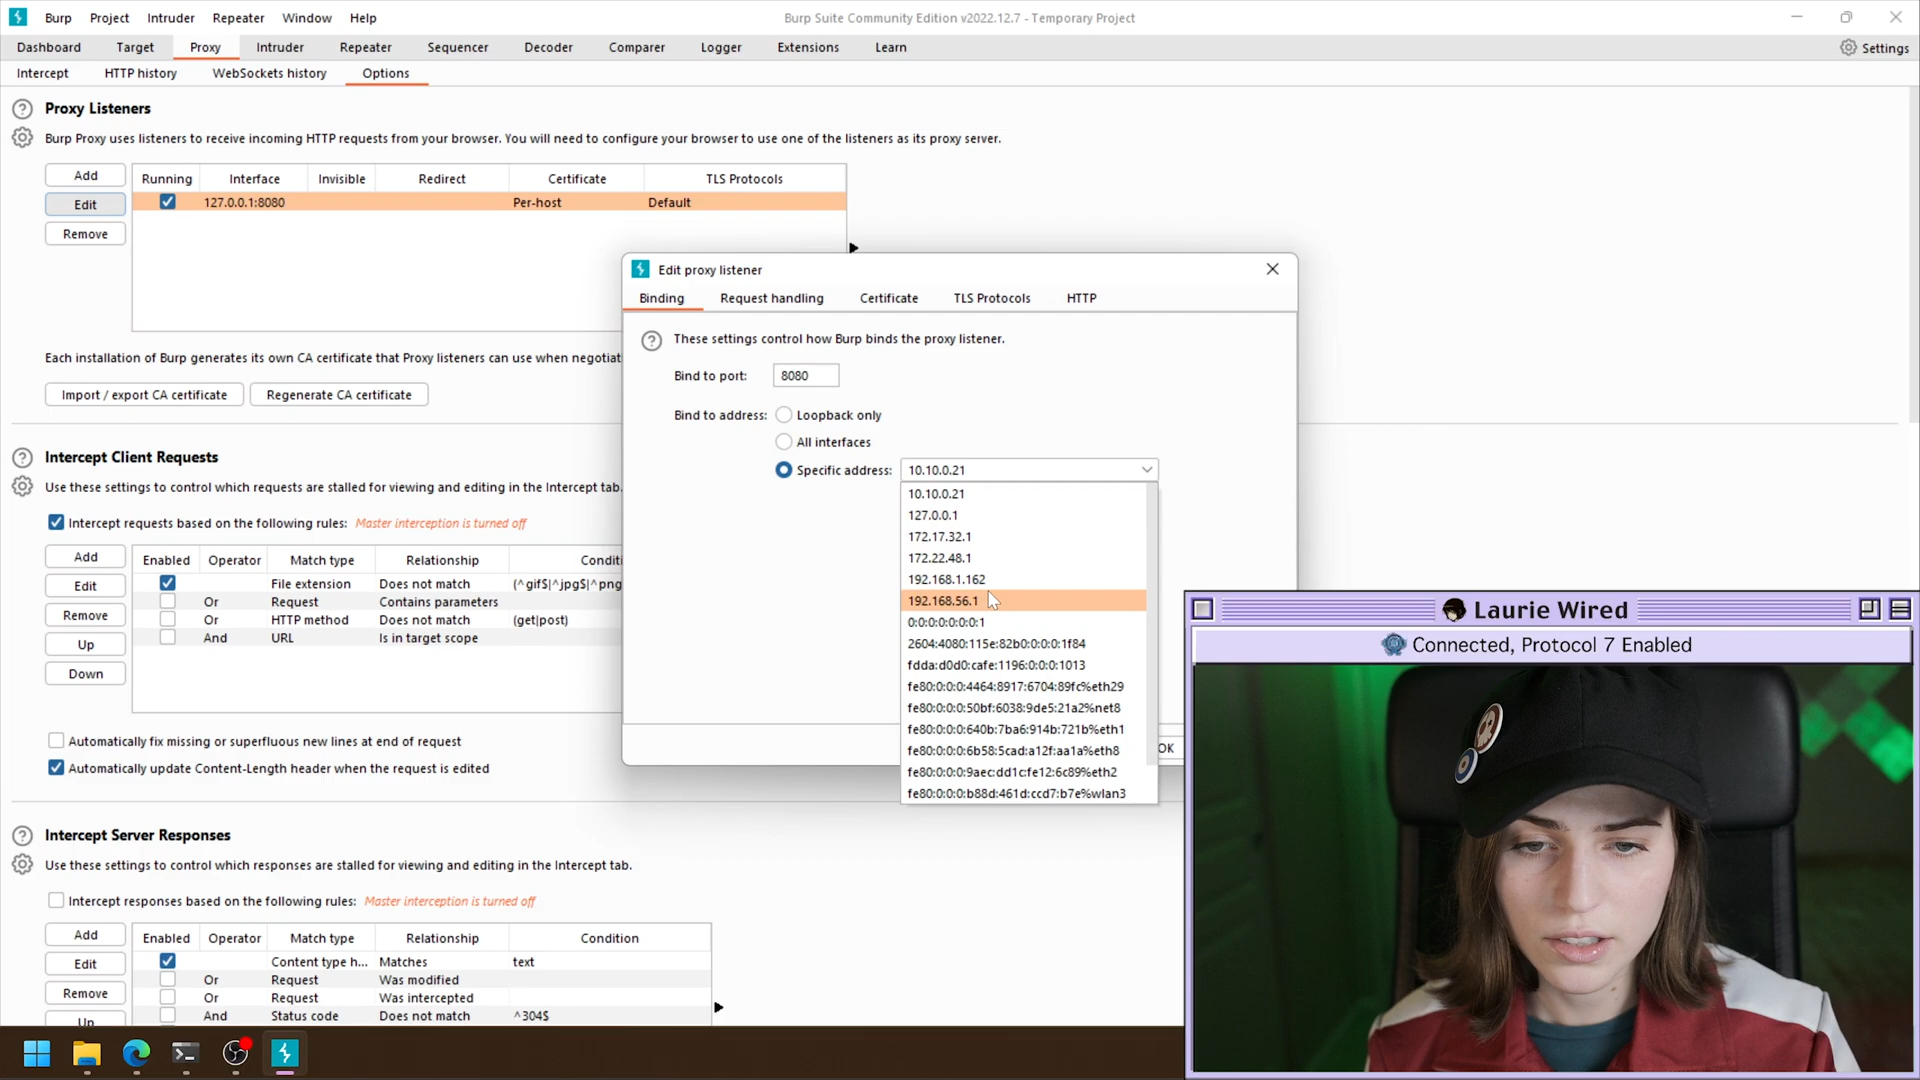 Burp Project Intruder Repeater Window Help
Burp Suite Community Edition v2022.12.7 - Temporary Project
Dashboard Target Proxy Intruder Repeater Sequencer Decoder Comparer Logger Extensions Learn
Settings
Intercept HTTP history WebSockets history Options
Proxy Listeners
Burp Proxy uses listeners to receive incoming HTTP requests from your browser. You will need to configure your browser to use one of the listeners as its proxy server.
Add
Edit
Remove
Running Interface Invisible Redirect Certificate TLS Protocols
127.0.0.1:8080 Per-host Default
Each installation of Burp generates its own CA certificate that Proxy listeners can use when negotiati
Import / export CA certificate Regenerate CA certificate
Edit proxy listener
Binding Request handling Certificate TLS Protocols HTTP
These settings control how Burp binds the proxy listener.
Bind to port: 8080
Bind to address: Loopback only
All interfaces
Specific address: 10.10.0.21
10.10.0.21
127.0.0.1
172.17.32.1
172.22.48.1
192.168.1.162
192.168.56.1
0:0:0:0:0:0:0:1
2604:4080:115e:82b0:0:0:0:1f84
fdda:d0d0:cafe:1196:0:0:0:1013
fe80:0:0:0:4464:8917:6704:89fc%eth29
fe80:0:0:0:50bf:6038:9de5:21a2%net8
fe80:0:0:0:640b:7ba6:914b:721b%eth1
fe80:0:0:0:6b58:5cad:a12f:aa1a%eth8
fe80:0:0:0:9aec:dd1c:fe12:6c89%eth2
fe80:0:0:0:b88d:461d:ccd7:b7e%wlan3
OK
Intercept Client Requests
Use these settings to control which requests are stalled for viewing and editing in the Intercept tab.
Intercept requests based on the following rules: Master interception is turned off
Add
Edit
Remove
Up
Down
Enabled Operator Match type Relationship Conditi
File extension Does not match (^gif$|^jpg$|^png
Or Request Contains parameters
Or HTTP method Does not match (get|post)
And URL Is in target scope
Automatically fix missing or superfluous new lines at end of request
Automatically update Content-Length header when the request is edited
Intercept Server Responses
Use these settings to control which responses are stalled for viewing and editing in the Intercept tab.
Intercept responses based on the following rules: Master interception is turned off
Add
Edit
Remove
Up
Enabled Operator Match type Relationship Condition
Content type h... Matches text
Or Request Was modified
Or Request Was intercepted
And Status code Does not match ^304$
Laurie Wired
Connected, Protocol 7 Enabled